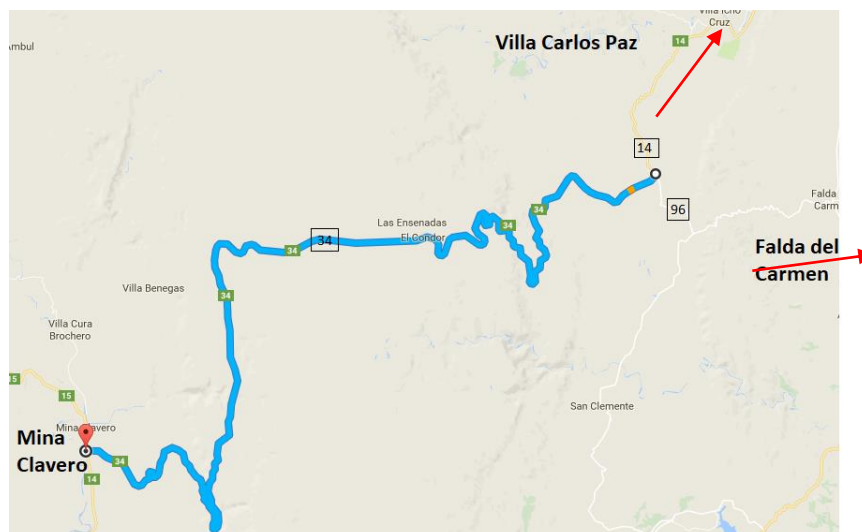 Villa Icho
Cruz
Ambul
Villa Carlos Paz
14
14
34
96
Falda
Carm
Las Ensenadas
34
34
El Condor
34
Falda del
Carmen
Villa Benegas
34
Villa Cura
Brochero
15
15
San Clemente
Mina Clavero
Mina
Clavero
34
14